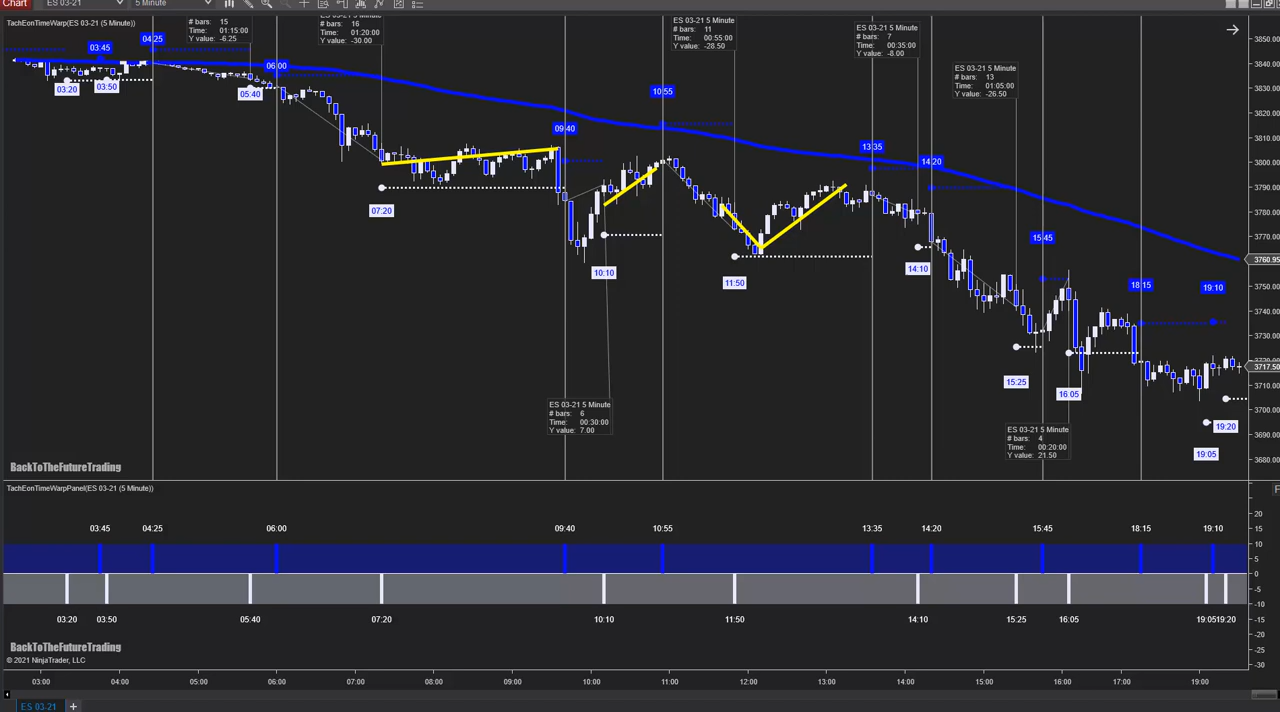 Chart
ES 03-21
5 Minute
TachEonTimeWarp(ES 03-21 (5 Minute))
# bars: 15
Time: 01:15:00
Y value: -6.25
ES 03-21 5 Minute
# bars: 16
Time: 01:20:00
Y value: -30.00
ES 03-21 5 Minute
# bars: 11
Time: 00:55:00
Y value: -28.50
ES 03-21 5 Minute
# bars: 7
Time: 00:35:00
Y value: -8.00
ES 03-21 5 Minute
# bars: 13
Time: 01:05:00
Y value: -26.50
03:45
04:25
06:00
09:40
10:55
13:35
14:20
15:45
18:15
19:10
03:20
03:50
05:40
07:20
10:10
11:50
14:10
15:25
16:05
19:20
19:05
ES 03-21 5 Minute
# bars: 6
Time: 00:30:00
Y value: 7.00
ES 03-21 5 Minute
# bars: 4
Time: 00:20:00
Y value: 21.50
3850.00
3840.00
3830.00
3820.00
3810.00
3800.00
3790.00
3780.00
3770.00
3760.95
3750.00
3740.00
3730.00
3717.50
3710.00
3700.00
3690.00
3680.00
BackToTheFutureTrading
TachEonTimeWarpPanel(ES 03-21 (5 Minute))
F
03:45 04:25 06:00 09:40 10:55 13:35 14:20 15:45 18:15 19:10
03:20 03:50 05:40 07:20 10:10 11:50 14:10 15:25 16:05 19:05 19:20
20
15
10
5
0
-5
-10
-15
-20
-25
-30
BackToTheFutureTrading
© 2021 NinjaTrader, LLC
03:00 04:00 05:00 06:00 07:00 08:00 09:00 10:00 11:00 12:00 13:00 14:00 15:00 16:00 17:00 18:00 19:00
ES 03-21 +